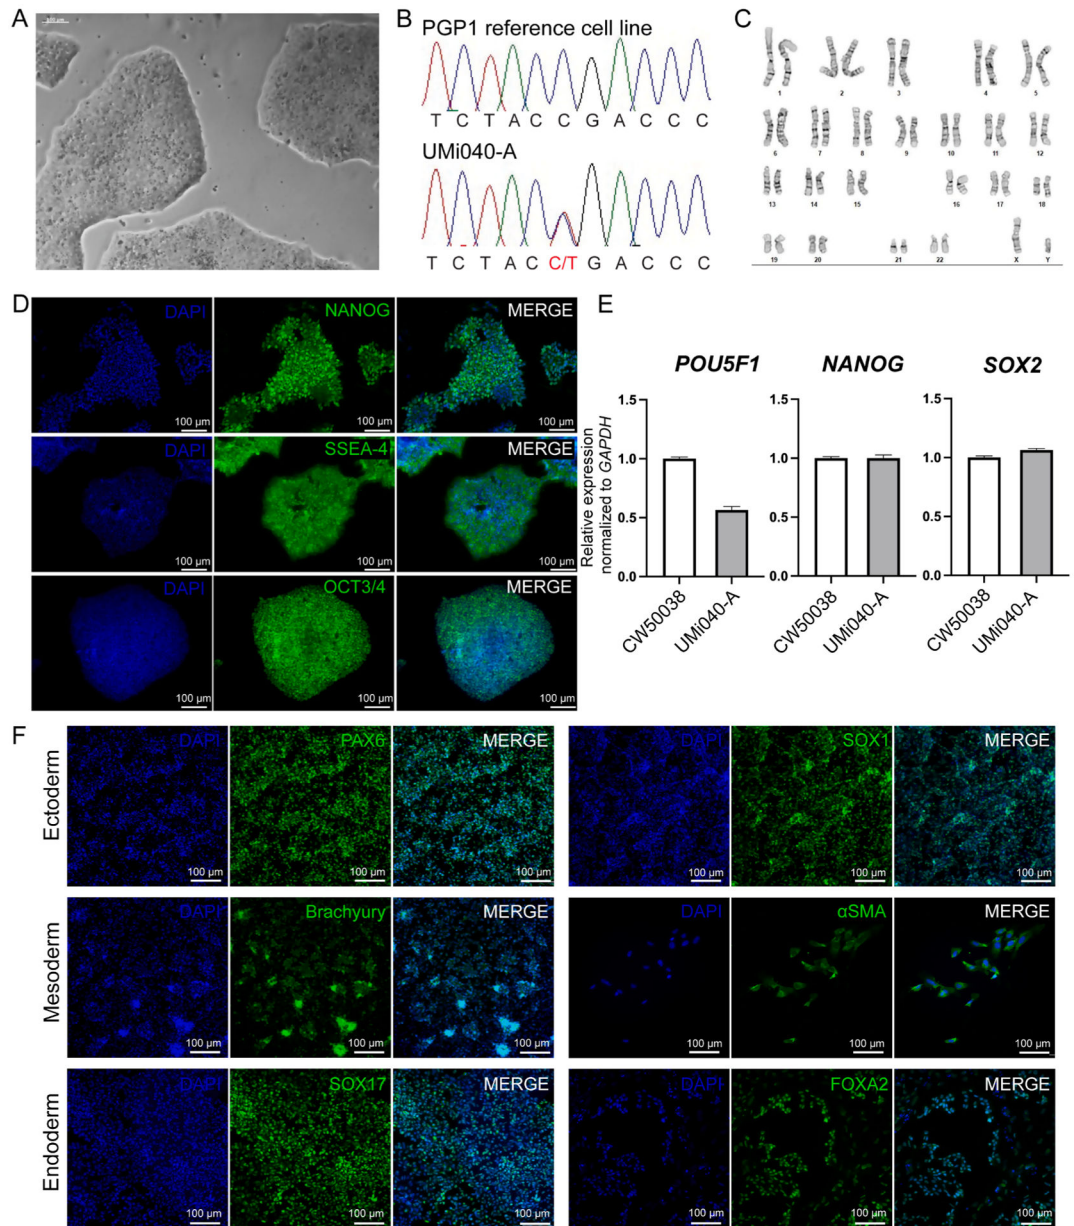 A
B
C
PGP1 reference cell line
T C T A C C G A C C C
UMi040-A
T C T A C C/T G A C C C
1 2 3 4 5
6 7 8 9 10 11 12
13 14 15 16 17 18
19 20 21 22 X Y
D
DAPI NANOG MERGE
100 µm 100 µm 100 µm
DAPI SSEA-4 MERGE
100 µm 100 µm 100 µm
DAPI OCT3/4 MERGE
100 µm 100 µm 100 µm
E
POU5F1 NANOG SOX2
Relative expression
normalized to GAPDH
1.5 1.5 1.5
1.0 1.0 1.0
0.5 0.5 0.5
0.0 0.0 0.0
CW50038 UMi040-A CW50038 UMi040-A CW50038 UMi040-A
F
Ectoderm
DAPI PAX6 MERGE DAPI SOX1 MERGE
100 µm 100 µm 100 µm 100 µm 100 µm 100 µm
Mesoderm
DAPI Brachyury MERGE DAPI αSMA MERGE
100 µm 100 µm 100 µm 100 µm 100 µm 100 µm
Endoderm
DAPI SOX17 MERGE DAPI FOXA2 MERGE
100 µm 100 µm 100 µm 100 µm 100 µm 100 µm